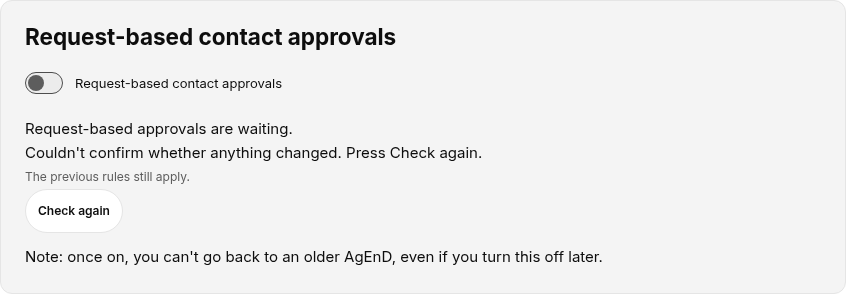 Request-based contact approvals
Request-based contact approvals
Request-based approvals are waiting.
Couldn't confirm whether anything changed. Press Check again.
The previous rules still apply.
Check again
Note: once on, you can't go back to an older AgEnD, even if you turn this off later.